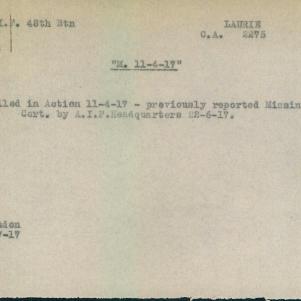 I.F. 48th Btn LAURIE
C.A. 2275
"M. 11-4-17"
lled in Action 11-4-17 - previously reported Missin
Cert. by A.I.F.Headquarters 22-6-17.
don
-17